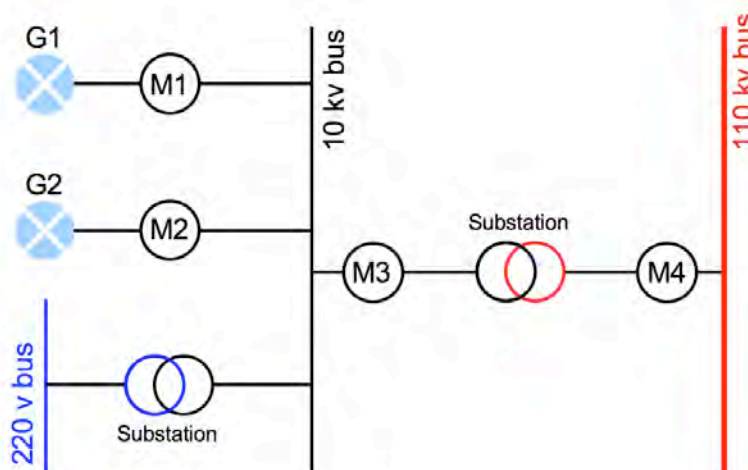 G1
M1
10 kv bus
110 kv bus
G2
M2
Substation
M3
M4
220 v bus
Substation